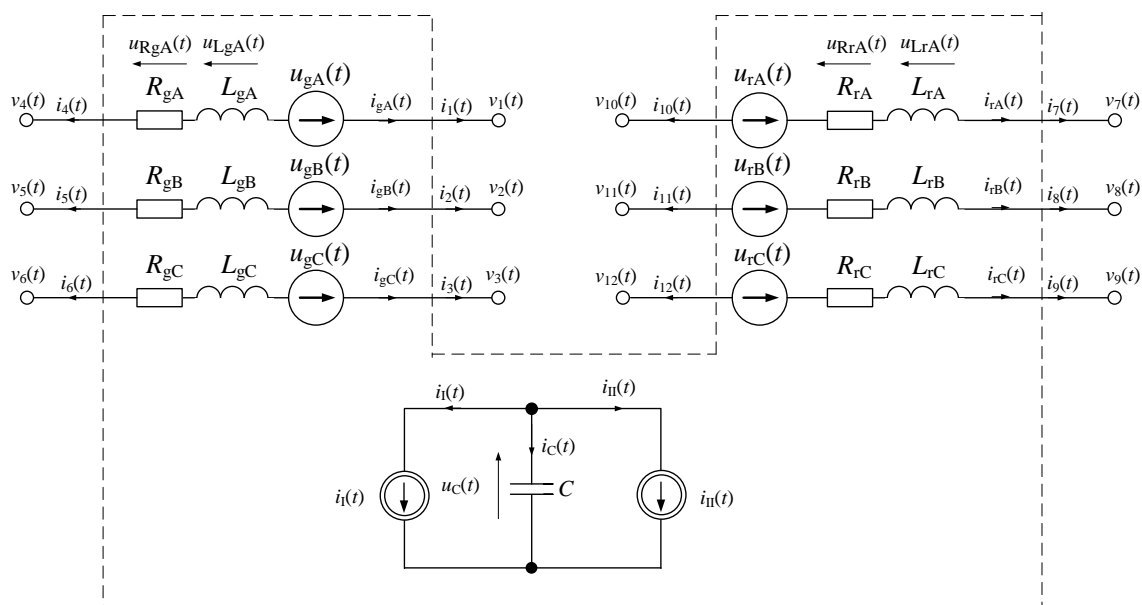 u_RgA(t) u_LgA(t) u_RrA(t) u_LrA(t)
R_gA L_gA u_gA(t) u_rA(t) R_rA L_rA
v_4(t) i_4(t) i_gA(t) i_1(t) v_1(t) v_10(t) i_10(t) i_rA(t) i_7(t) v_7(t)
R_gB L_gB u_gB(t) u_rB(t) R_rB L_rB
v_5(t) i_5(t) i_gB(t) i_2(t) v_2(t) v_11(t) i_11(t) i_rB(t) i_8(t) v_8(t)
R_gC L_gC u_gC(t) u_rC(t) R_rC L_rC
v_6(t) i_6(t) i_gC(t) i_3(t) v_3(t) v_12(t) i_12(t) i_rC(t) i_9(t) v_9(t)
i_I(t) i_II(t)
i_C(t)
i_I(t) u_C(t) C i_II(t)